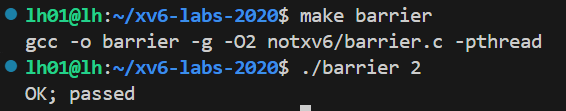 lh01@lh:~/xv6-labs-2020$ make barrier
gcc -o barrier -g -O2 notxv6/barrier.c -pthread
lh01@lh:~/xv6-labs-2020$ ./barrier 2
OK; passed